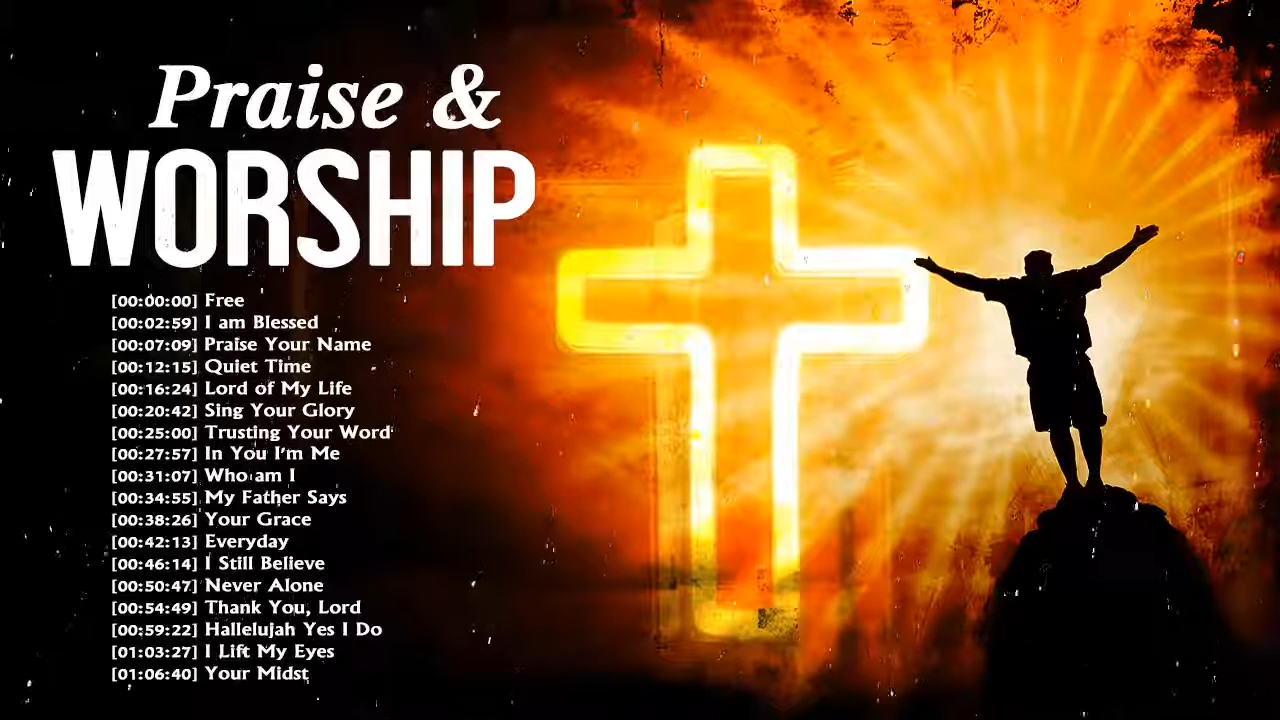 Praise &
WORSHIP
[00:00:00] Free
[00:02:59] I am Blessed
[00:07:09] Praise Your Name
[00:12:15] Quiet Time
[00:16:24] Lord of My Life
[00:20:42] Sing Your Glory
[00:25:00] Trusting Your Word
[00:27:57] In You I'm Me
[00:31:07] Who am I
[00:34:55] My Father Says
[00:38:26] Your Grace
[00:42:13] Everyday
[00:46:14] I Still Believe
[00:50:47] Never Alone
[00:54:49] Thank You, Lord
[00:59:22] Hallelujah Yes I Do
[01:03:27] I Lift My Eyes
[01:06:40] Your Midst